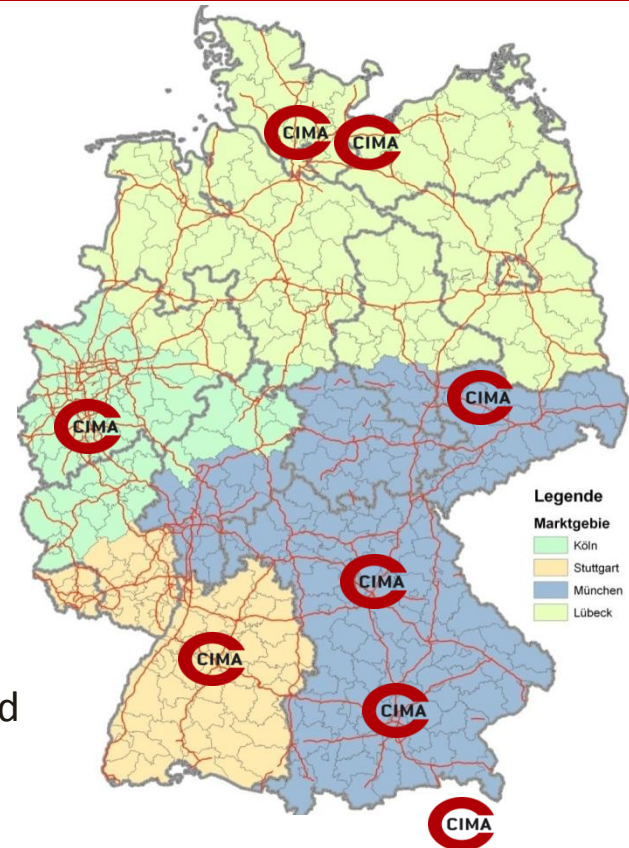 CIMA
CIMA
CIMA
CIMA
Legende
Marktgebie
Köln
Stuttgart
München
Lübeck
CIMA
CIMA
d
CIMA
CIMA